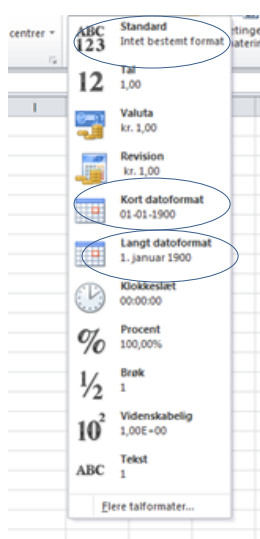 centrer
ABC
123
Standard
Intet bestemt format
12
Tal
1,00
Valuta
kr. 1,00
Revision
kr. 1,00
Kort datoformat
01-01-1900
Langt datoformat
1. januar 1900
Klokkeslæt
00:00:00
%
Procent
100,00%
½
Brøk
1
10²
Videnskabelig
1,00E+00
ABC
Tekst
1
Flere talformater...
I